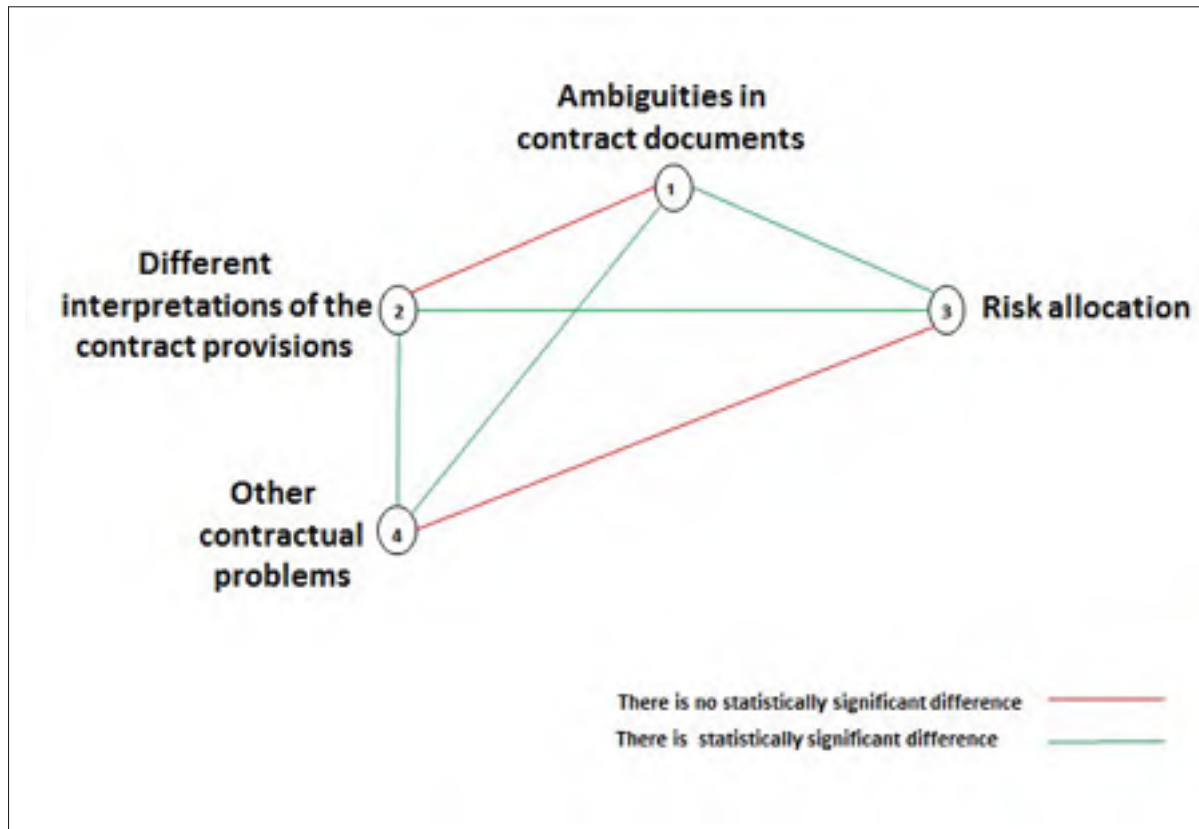 Ambiguities in
contract documents
1
Different
interpretations of the
contract provisions
2
3
Risk allocation
Other
contractual
problems
4
There is no statistically significant difference
There is statistically significant difference